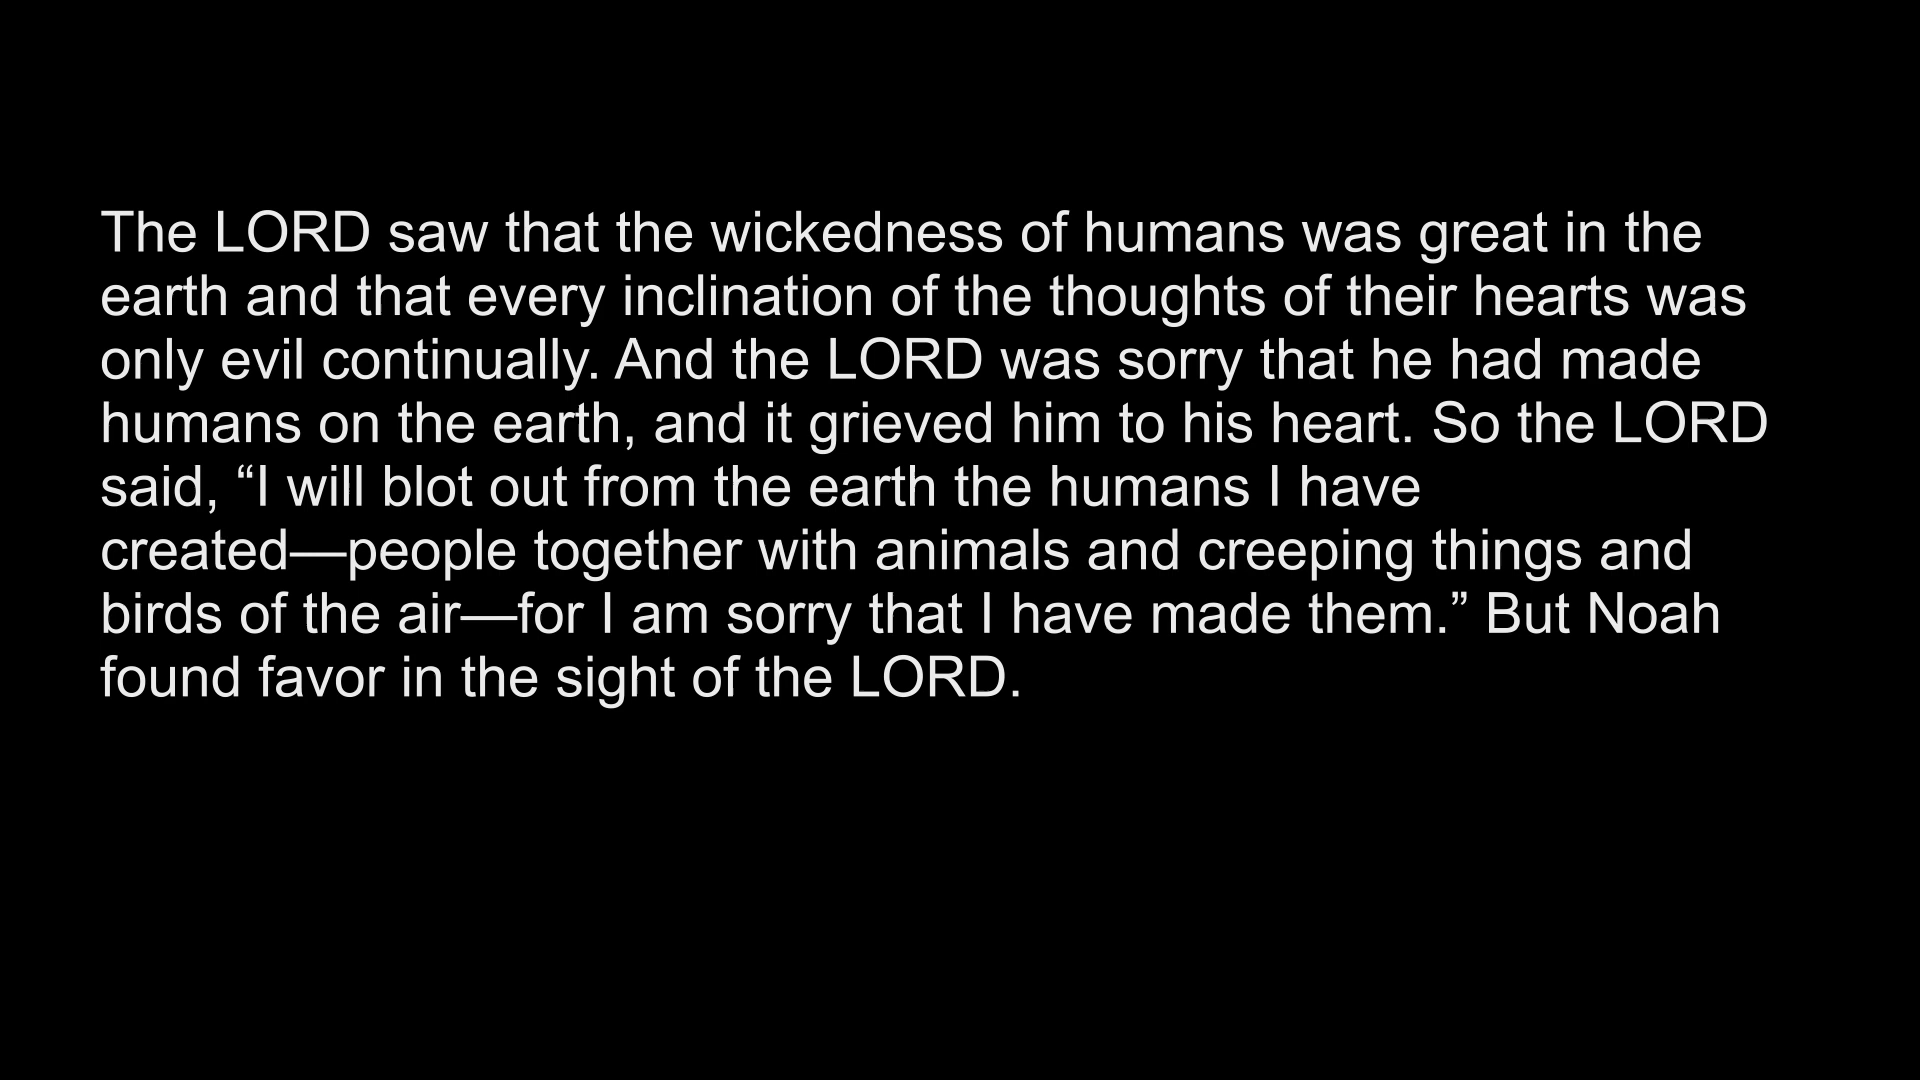 The LORD saw that the wickedness of humans was great in the
earth and that every inclination of the thoughts of their hearts was
only evil continually. And the LORD was sorry that he had made
humans on the earth, and it grieved him to his heart. So the LORD
said, “I will blot out from the earth the humans I have
created—people together with animals and creeping things and
birds of the air—for I am sorry that I have made them.” But Noah
found favor in the sight of the LORD.